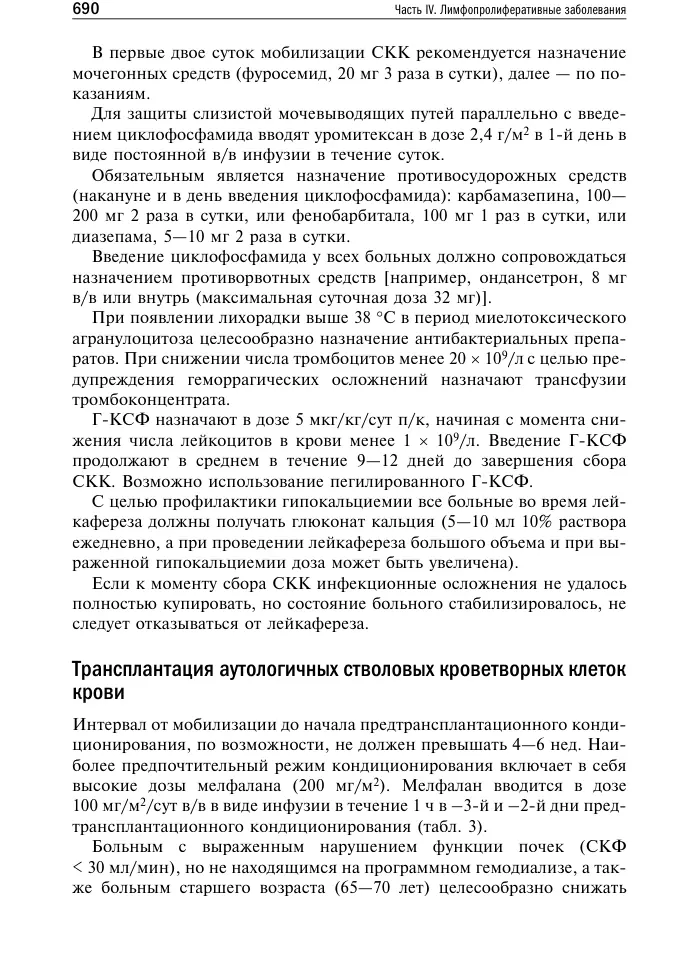 690
Часть IV. Лимфопролиферативные заболевания
В первые двое суток мобилизации СКК рекомендуется назначение
мочегонных средств (фуросемид, 20 мг 3 раза в сутки), далее — по по-
казаниям.
Для защиты слизистой мочевыводящих путей параллельно с введе-
нием циклофосфамида вводят уромитексан в дозе 2,4 г/м² в 1-й день в
виде постоянной в/в инфузии в течение суток.
Обязательным является назначение противосудорожных средств
(накануне и в день введения циклофосфамида): карбамазепина, 100—
200 мг 2 раза в сутки, или фенобарбитала, 100 мг 1 раз в сутки, или
диазепама, 5—10 мг 2 раза в сутки.
Введение циклофосфамида у всех больных должно сопровождаться
назначением противорвотных средств [например, ондансетрон, 8 мг
в/в или внутрь (максимальная суточная доза 32 мг)].
При появлении лихорадки выше 38 °С в период миелотоксического
агранулоцитоза целесообразно назначение антибактериальных препа-
ратов. При снижении числа тромбоцитов менее 20 × 10⁹/л с целью пре-
дупреждения геморрагических осложнений назначают трансфузии
тромбоконцентрата.
Г-КСФ назначают в дозе 5 мкг/кг/сут п/к, начиная с момента сни-
жения числа лейкоцитов в крови менее 1 × 10⁹/л. Введение Г-КСФ
продолжают в среднем в течение 9—12 дней до завершения сбора
СКК. Возможно использование пегилированного Г-КСФ.
С целью профилактики гипокальциемии все больные во время лей-
кафереза должны получать глюконат кальция (5—10 мл 10% раствора
ежедневно, а при проведении лейкафереза большого объема и при вы-
раженной гипокальциемии доза может быть увеличена).
Если к моменту сбора СКК инфекционные осложнения не удалось
полностью купировать, но состояние больного стабилизировалось, не
следует отказываться от лейкафереза.
Трансплантация аутологичных стволовых кроветворных клеток
крови
Интервал от мобилизации до начала предтрансплантационного конди-
ционирования, по возможности, не должен превышать 4—6 нед. Наи-
более предпочтительный режим кондиционирования включает в себя
высокие дозы мелфалана (200 мг/м²). Мелфалан вводится в дозе
100 мг/м²/сут в/в в виде инфузии в течение 1 ч в –3-й и –2-й дни пред-
трансплантационного кондиционирования (табл. 3).
Больным с выраженным нарушением функции почек (СКФ
< 30 мл/мин), но не находящимся на программном гемодиализе, а так-
же больным старшего возраста (65—70 лет) целесообразно снижать